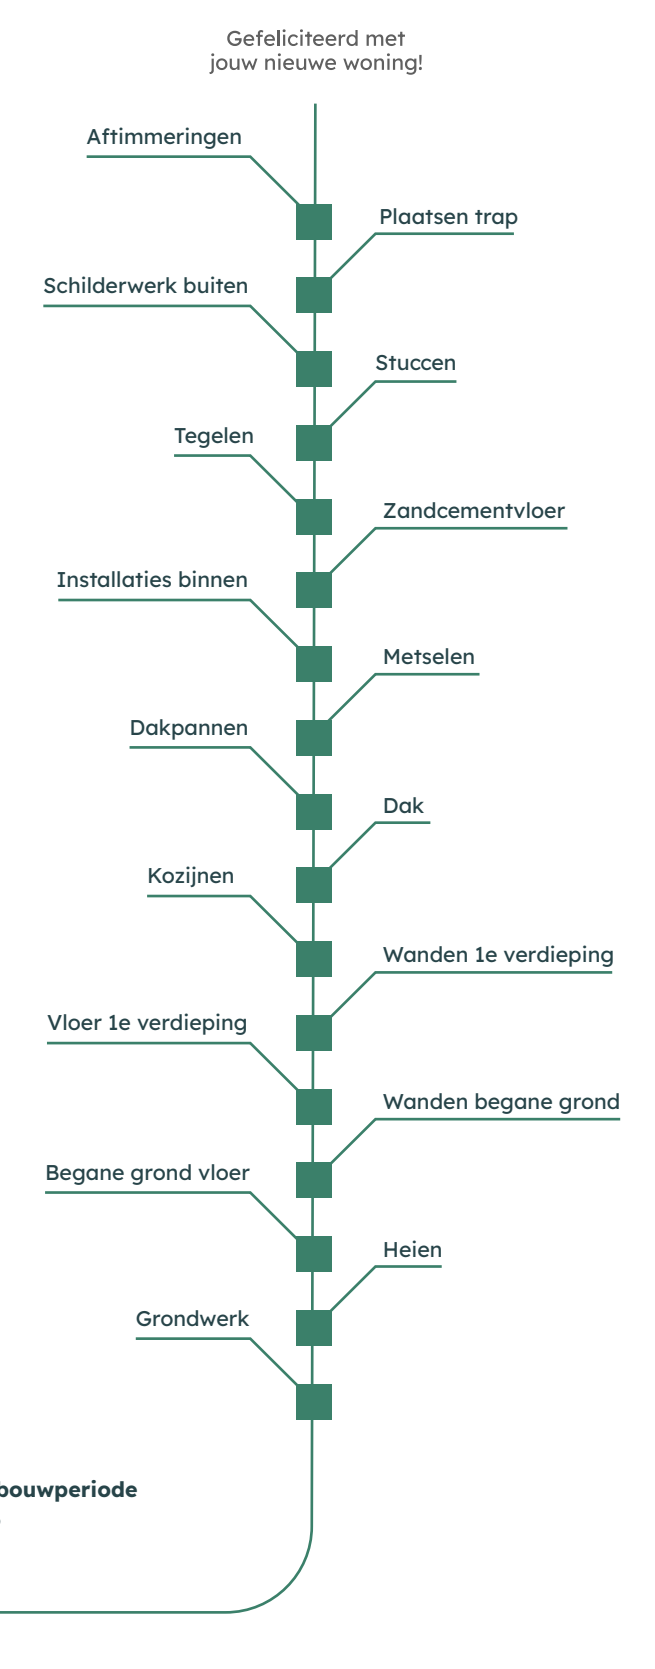 Gefeliciteerd met
jouw nieuwe woning!
Aftimmeringen
Plaatsen trap
Schilderwerk buiten
Stuccen
Tegelen
Zandcementvloer
Installaties binnen
Metselen
Dakpannen
Dak
Kozijnen
Wanden 1e verdieping
Vloer 1e verdieping
Wanden begane grond
Begane grond vloer
Heien
Grondwerk
bouwperiode